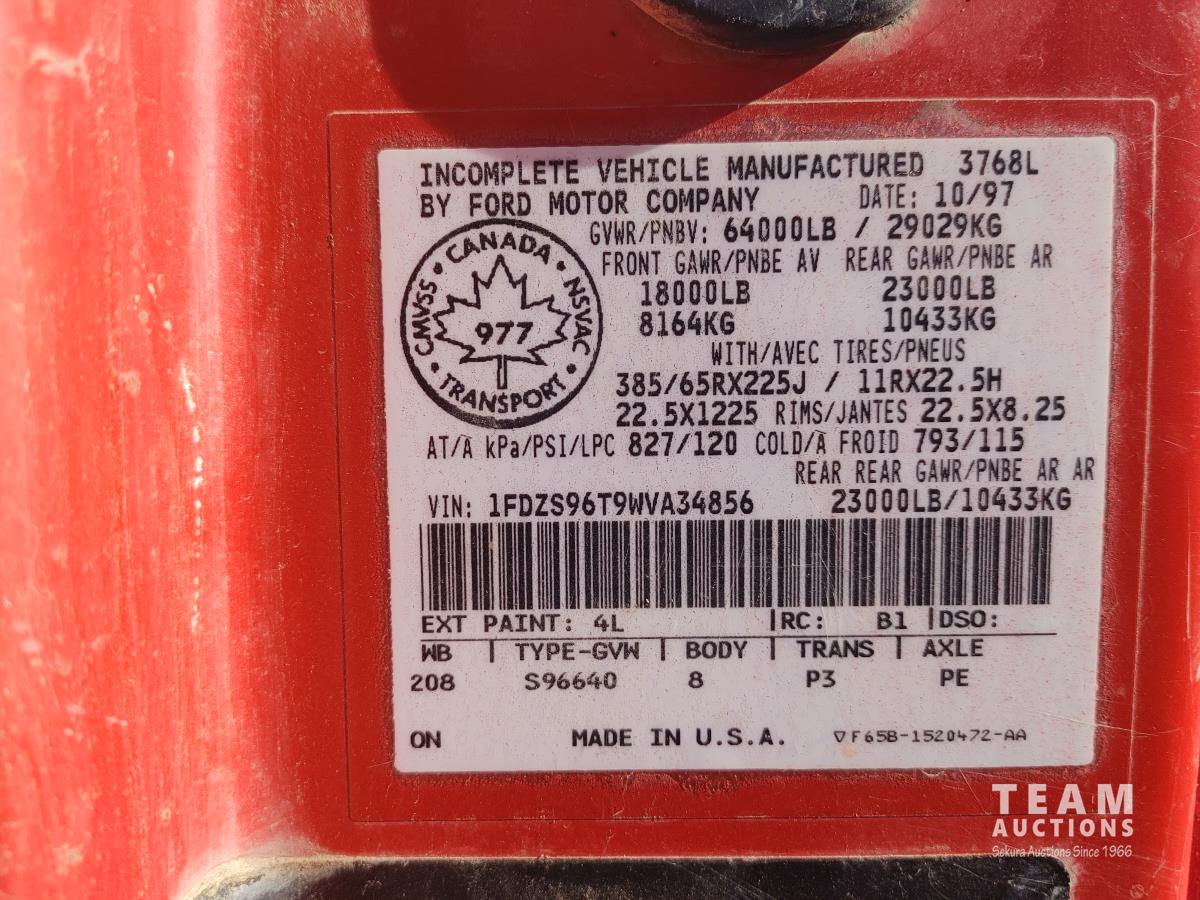 INCOMPLETE VEHICLE MANUFACTURED 3768L
BY FORD MOTOR COMPANY DATE: 10/97
GVWR/PNBV: 64000LB / 29029KG
FRONT GAWR/PNBE AV REAR GAWR/PNBE AR
18000LB 23000LB
8164KG 10433KG
WITH/AVEC TIRES/PNEUS
385/65RX225J / 11RX22.5H
22.5X1225 RIMS/JANTES 22.5X8.25
AT/A kPa/PSI/LPC 827/120 COLD/A FROID 793/115
REAR REAR GAWR/PNBE AR AR
VIN: 1FDZS96T9WVA34856 23000LB/10433KG
CANADA
CMVSS NSVAC
977
TRANSPORT
EXT PAINT: 4L |RC: B1 |DSO:
WB | TYPE-GVW | BODY | TRANS | AXLE
208 S96640 8 P3 PE
ON MADE IN U.S.A. ▽F65B-1520472-AA
TEAM
AUCTIONS
Sekura Auctions Since 1966